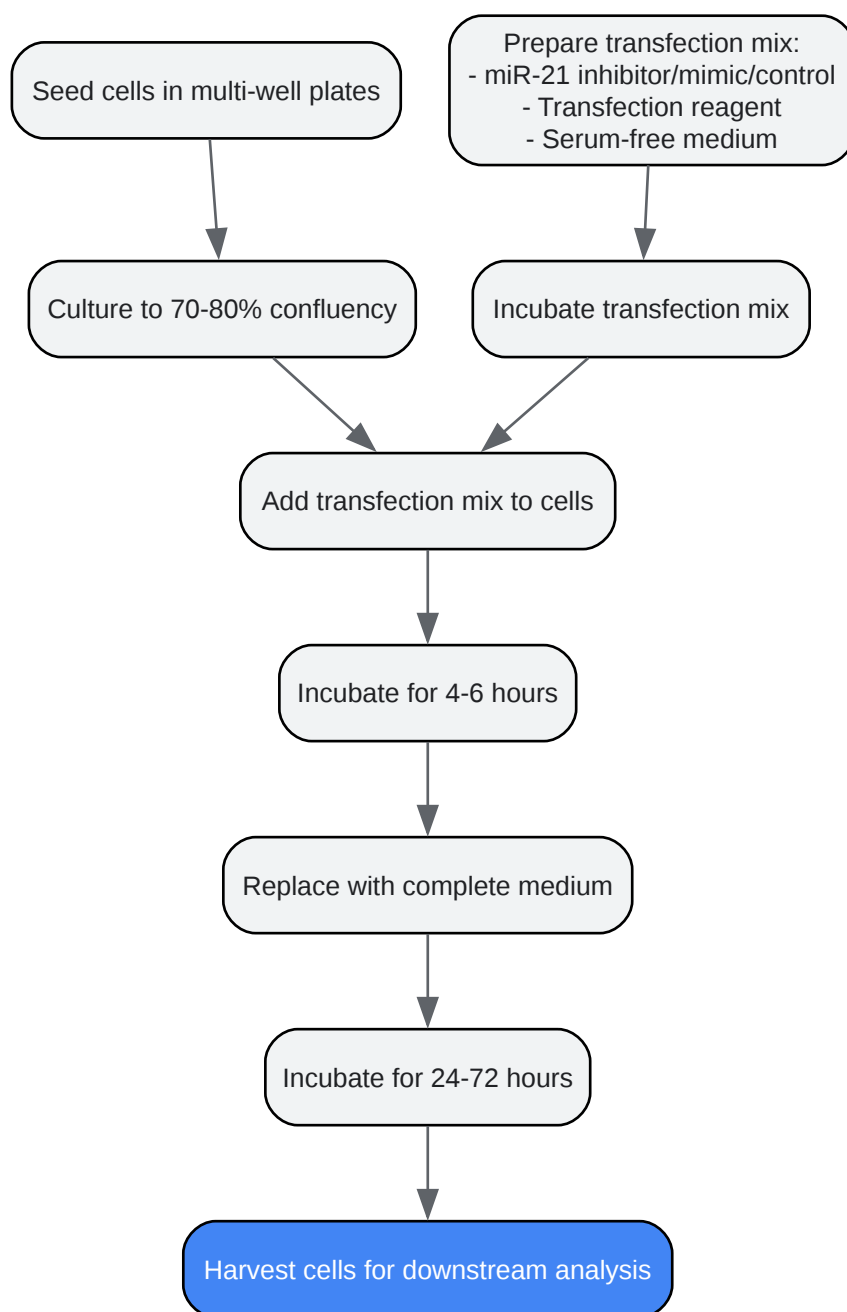 Seed cells in multi-well plates
Prepare transfection mix:
- miR-21 inhibitor/mimic/control
- Transfection reagent
- Serum-free medium
Culture to 70-80% confluency
Incubate transfection mix
Add transfection mix to cells
Incubate for 4-6 hours
Replace with complete medium
Incubate for 24-72 hours
Harvest cells for downstream analysis